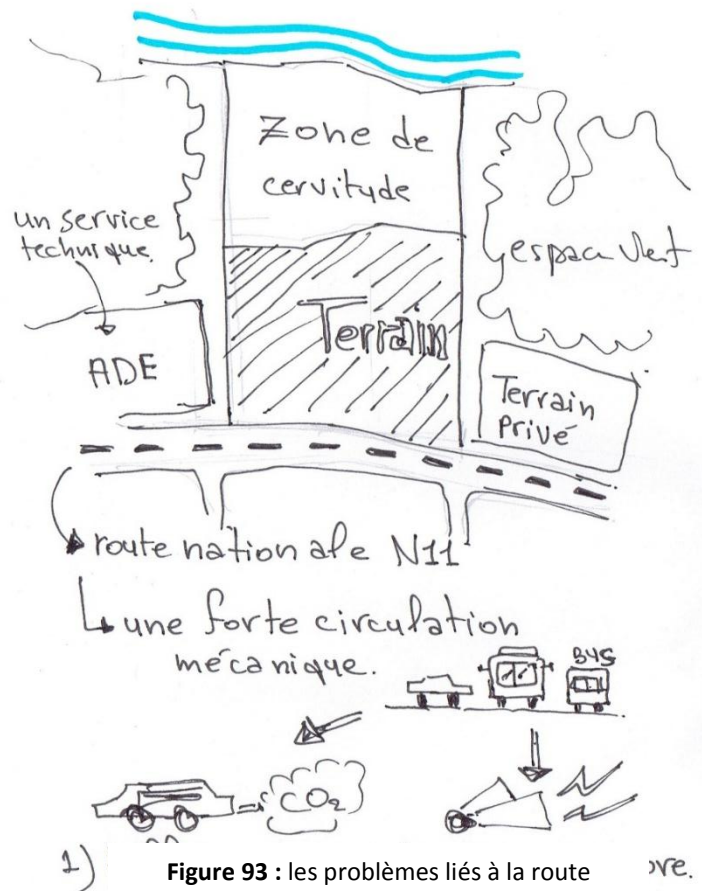 Zone de
cervitude
un service
technique.
espace Vert
Terrain
ADE
Terrain
Privé
route nationale N11
une forte circulation
mécanique.
BUS
CO2
1)
Figure 93 : les problèmes liés à la route